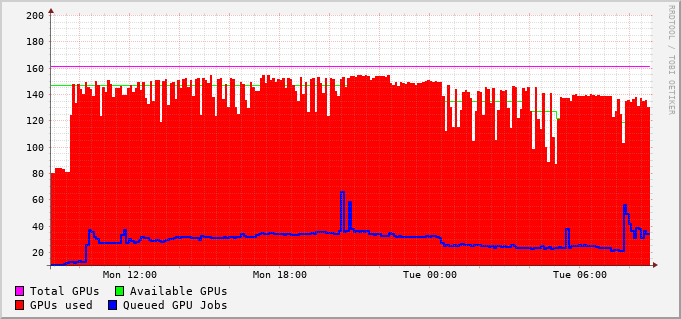 200
180
160
140
120
100
80
60
40
20
Mon 12:00 Mon 18:00 Tue 00:00 Tue 06:00
Total GPUs Available GPUs
GPUs used Queued GPU Jobs
RRDTOOL / TOBI OETIKER